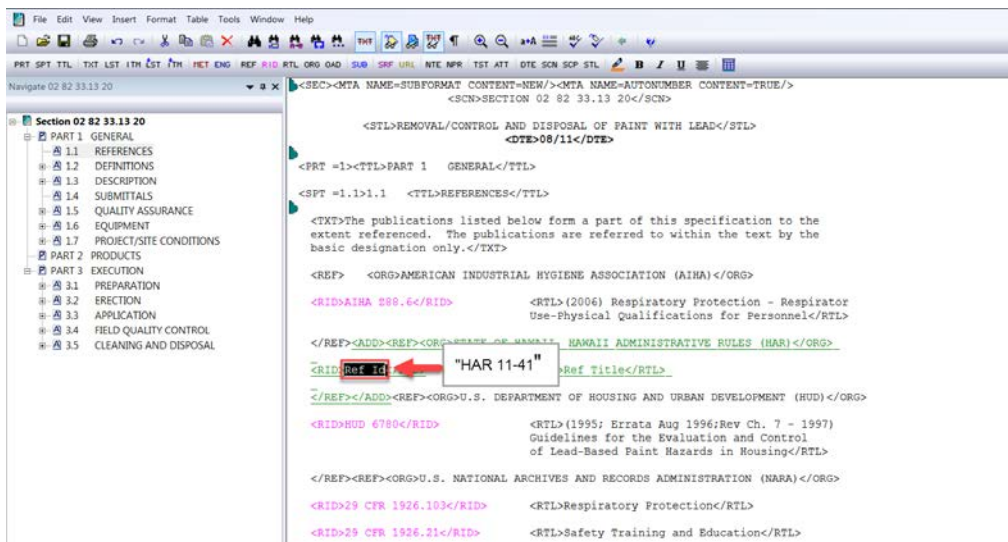 File Edit View Insert Format Table Tools Window Help
PRT SPT TTL TXT LST ITM LST ITM MET ENG REF RID RTL ORG OAD SUB SRF URL NTE NPR TST ATT DTE SCN SCP STL B I U
Navigate 02 82 33.13 20
Section 02 82 33.13 20
PART 1 GENERAL
1.1 REFERENCES
1.2 DEFINITIONS
1.3 DESCRIPTION
1.4 SUBMITTALS
1.5 QUALITY ASSURANCE
1.6 EQUIPMENT
1.7 PROJECT/SITE CONDITIONS
PART 2 PRODUCTS
PART 3 EXECUTION
3.1 PREPARATION
3.2 ERECTION
3.3 APPLICATION
3.4 FIELD QUALITY CONTROL
3.5 CLEANING AND DISPOSAL
<SEC><MTA NAME=SUBFORMAT CONTENT=NEW/><MTA NAME=AUTONUMBER CONTENT=TRUE/>
<SCN>SECTION 02 82 33.13 20</SCN>
<STL>REMOVAL/CONTROL AND DISPOSAL OF PAINT WITH LEAD</STL>
<DTE>08/11</DTE>
<PRT =1><TTL>PART 1 GENERAL</TTL>
<SPT =1.1>1.1 <TTL>REFERENCES</TTL>
<TXT>The publications listed below form a part of this specification to the
extent referenced. The publications are referred to within the text by the
basic designation only.</TXT>
<REF> <ORG>AMERICAN INDUSTRIAL HYGIENE ASSOCIATION (AIHA)</ORG>
<RID>AIHA Z88.6</RID> <RTL>(2006) Respiratory Protection - Respirator
Use-Physical Qualifications for Personnel</RTL>
</REF><ADD><REF><ORG>STATE OF HAWAII, HAWAII ADMINISTRATIVE RULES (HAR)</ORG>
<RID>Ref Id "HAR 11-41" >Ref Title</RTL>
</REF></ADD><REF><ORG>U.S. DEPARTMENT OF HOUSING AND URBAN DEVELOPMENT (HUD)</ORG>
<RID>HUD 6780</RID> <RTL>(1995; Errata Aug 1996;Rev Ch. 7 - 1997)
Guidelines for the Evaluation and Control
of Lead-Based Paint Hazards in Housing</RTL>
</REF><REF><ORG>U.S. NATIONAL ARCHIVES AND RECORDS ADMINISTRATION (NARA)</ORG>
<RID>29 CFR 1926.103</RID> <RTL>Respiratory Protection</RTL>
<RID>29 CFR 1926.21</RID> <RTL>Safety Training and Education</RTL>